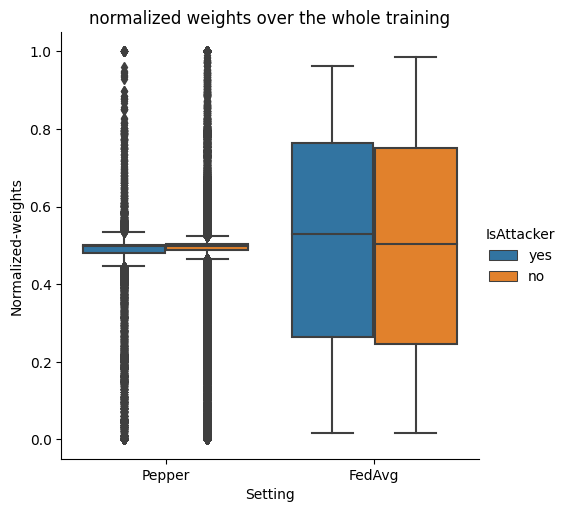 normalized weights over the whole training
1.0
0.8
0.6
0.4
0.2
0.0
Normalized-weights
Pepper
FedAvg
Setting
IsAttacker
yes
no